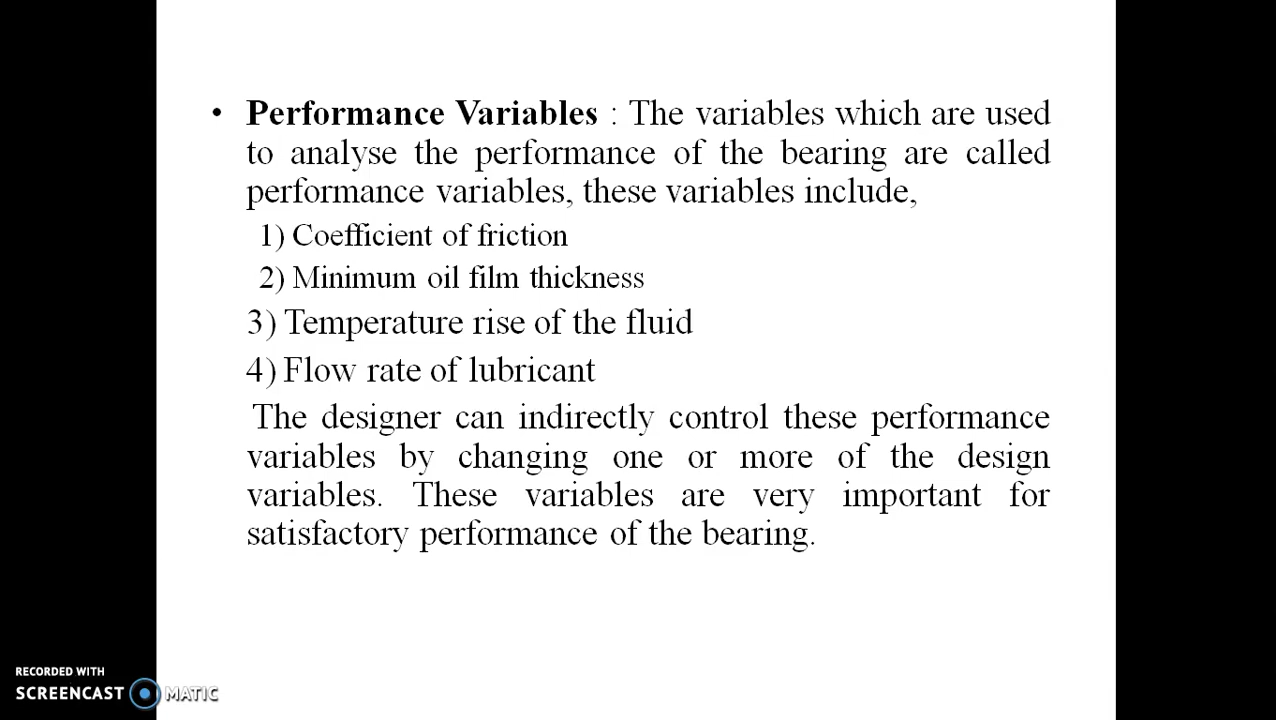 • Performance Variables : The variables which are used
to analyse the performance of the bearing are called
performance variables, these variables include,
1) Coefficient of friction
2) Minimum oil film thickness
3) Temperature rise of the fluid
4) Flow rate of lubricant
The designer can indirectly control these performance
variables by changing one or more of the design
variables. These variables are very important for
satisfactory performance of the bearing.
RECORDED WITH
SCREENCAST MATIC